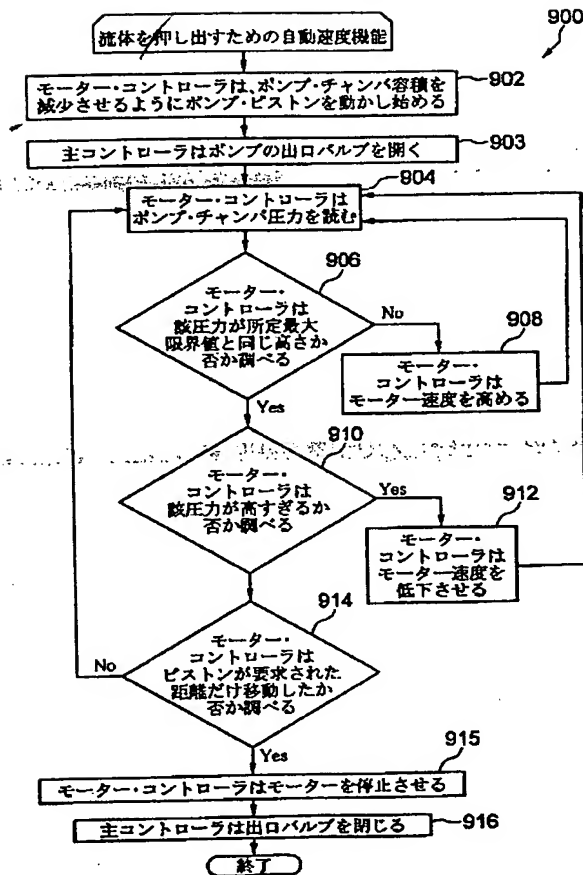 900
流体を押し出すための自動速度機能
902
モーター・コントローラは、ポンプ・チャンバ容積を
減少させるようにポンプ・ピストンを動かし始める
903
主コントローラはポンプの出口バルブを開く
904
モーター・コントローラは
ポンプ・チャンバ圧力を読む
906
モーター・
コントローラは
該圧力が所定最大
限界値と同じ高さか
否か調べる
No
908
モーター・
コントローラは
モーター速度を高める
Yes
910
モーター・
コントローラは
該圧力が高すぎるか
否か調べる
Yes
912
モーター・
コントローラは
モーター速度を
低下させる
914
モーター・
コントローラは
ピストンが要求された
距離だけ移動したか
否か調べる
No
Yes
915
モーター・コントローラはモーターを停止させる
主コントローラは出口バルブを閉じる
916
終了